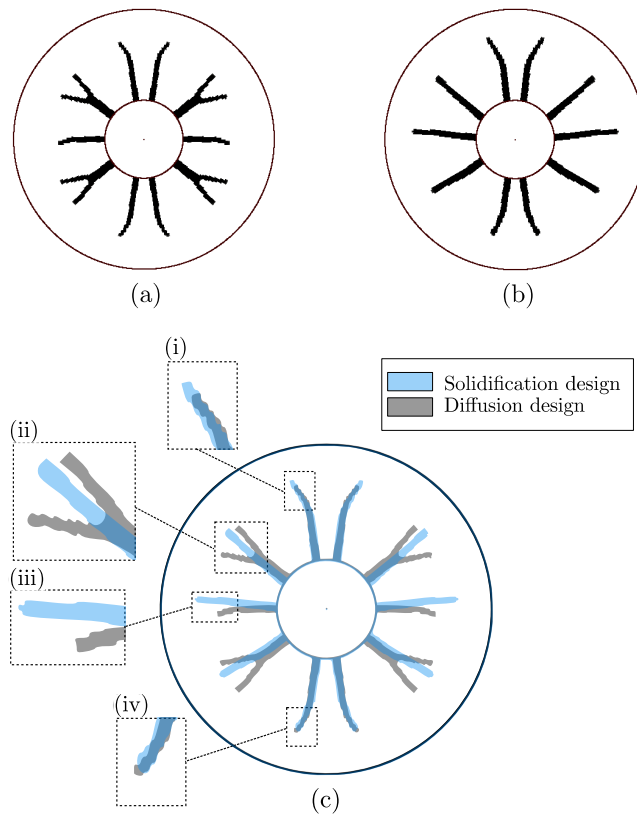 (a)
(b)
(i)
Solidification design
Diffusion design
(ii)
(iii)
(iv)
(c)